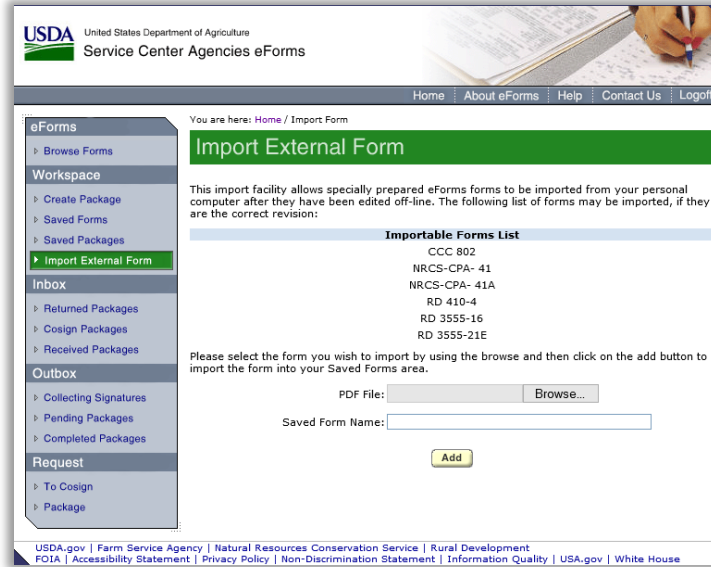 USDA
United States Department of Agriculture
Service Center Agencies eForms
Home About eForms Help Contact Us Logoff
You are here: Home / Import Form
eForms
Browse Forms
Workspace
Create Package
Saved Forms
Saved Packages
Import External Form
Inbox
Returned Packages
Cosign Packages
Received Packages
Outbox
Collecting Signatures
Pending Packages
Completed Packages
Request
To Cosign
Package
Import External Form
This import facility allows specially prepared eForms forms to be imported from your personal
computer after they have been edited off-line. The following list of forms may be imported, if they
are the correct revision:
Importable Forms List
CCC 802
NRCS-CPA- 41
NRCS-CPA- 41A
RD 410-4
RD 3555-16
RD 3555-21E
Please select the form you wish to import by using the browse and then click on the add button to
import the form into your Saved Forms area.
PDF File: Browse...
Saved Form Name:
Add
USDA.gov | Farm Service Agency | Natural Resources Conservation Service | Rural Development
FOIA | Accessibility Statement | Privacy Policy | Non-Discrimination Statement | Information Quality | USA.gov | White House